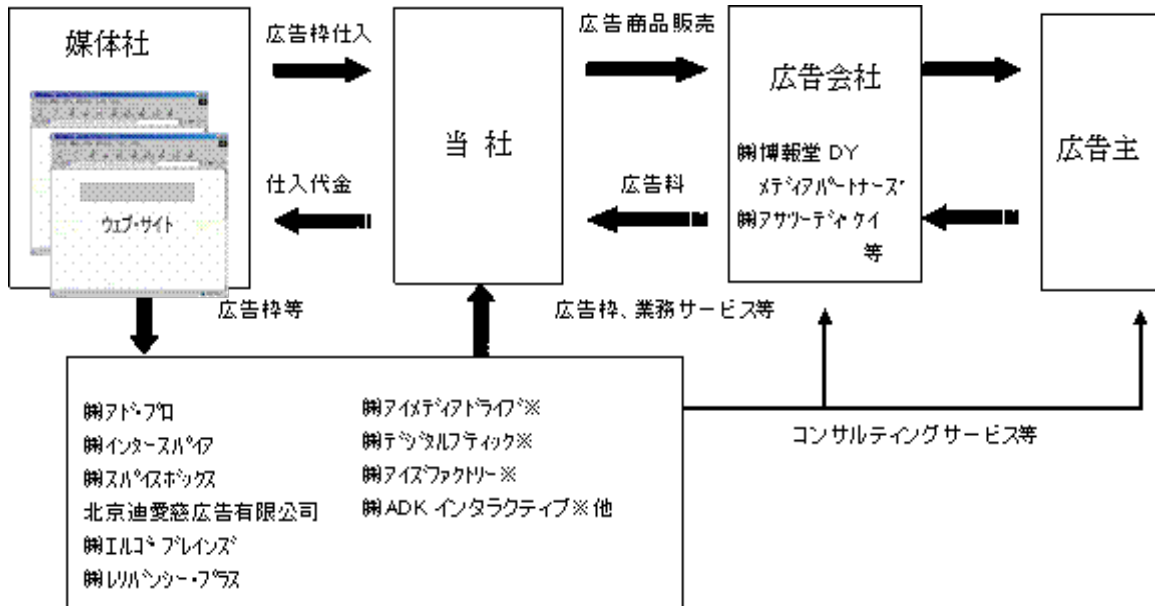 媒体社
ウェブ・サイト
広告枠仕入
仕入代金
当 社
広告商品販売
広告料
広告会社
㈱博報堂 DY
メディアパートナーズ
㈱アサツーディ・ケイ
等
広告主
広告枠等
広告枠、業務サービス等
㈱アド・プロ
㈱インタースパイア
㈱スパイスボックス
北京迪愛慈広告有限公司
㈱エルゴ・ブレインズ
㈱レリバンシー・プラス
㈱アイメディアドライブ※
㈱デジタルブティック※
㈱アイズファクトリー※
㈱ADK インタラクティブ※他
コンサルティングサービス等